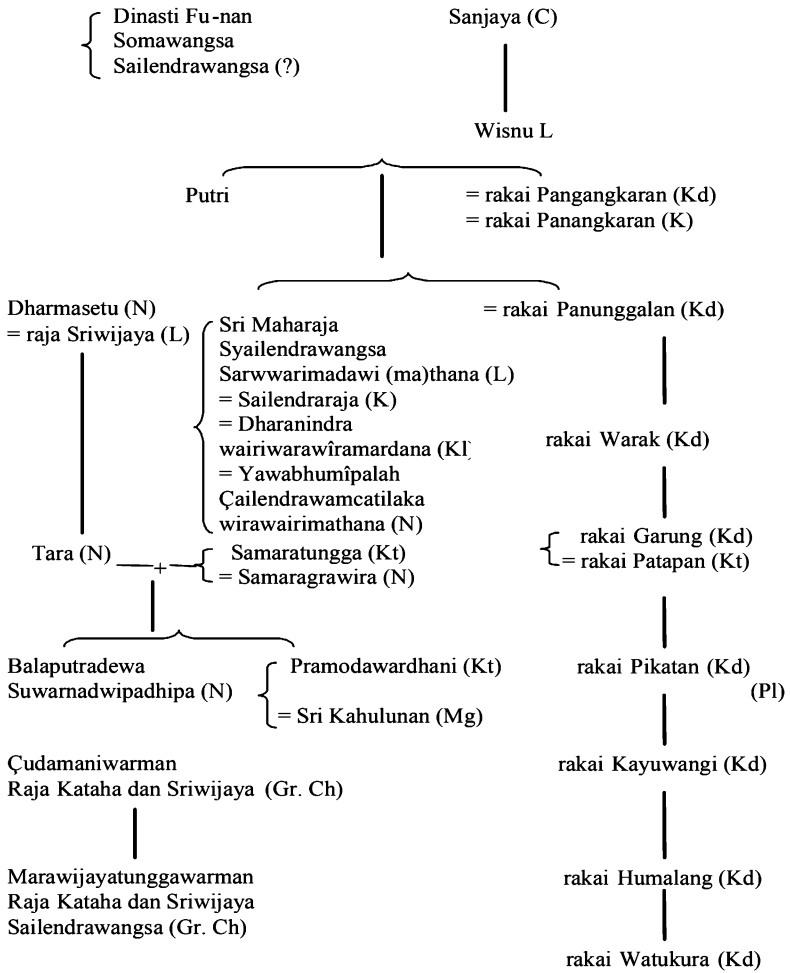 Dinasti Fu-nan
Somawangsa
Sailendrawangsa (?)
Sanjaya (C)
Wisnu L
Putri
= rakai Pangangkaran (Kd)
= rakai Panangkaran (K)
Dharmasetu (N)
= raja Sriwijaya (L)
Sri Maharaja
Syailendrawangsa
Sarwwarimadawi (ma)thana (L)
= Sailendraraja (K)
= Dharanindra
wairiwarawîramardana (Kl)
= Yawabhumîpalah
Çailendrawamcatilaka
wirawairimathana (N)
= rakai Panunggalan (Kd)
rakai Warak (Kd)
Tara (N)
+
Samaratungga (Kt)
= Samaragrawira (N)
rakai Garung (Kd)
= rakai Patapan (Kt)
Balaputradewa
Suwarnadwipadhipa (N)
Pramodawardhani (Kt)
= Sri Kahulunan (Mg)
rakai Pikatan (Kd)
(Pl)
Çudamaniwarman
Raja Kataha dan Sriwijaya (Gr. Ch)
rakai Kayuwangi (Kd)
Marawijayatunggawarman
Raja Kataha dan Sriwijaya
Sailendrawangsa (Gr. Ch)
rakai Humalang (Kd)
rakai Watukura (Kd)